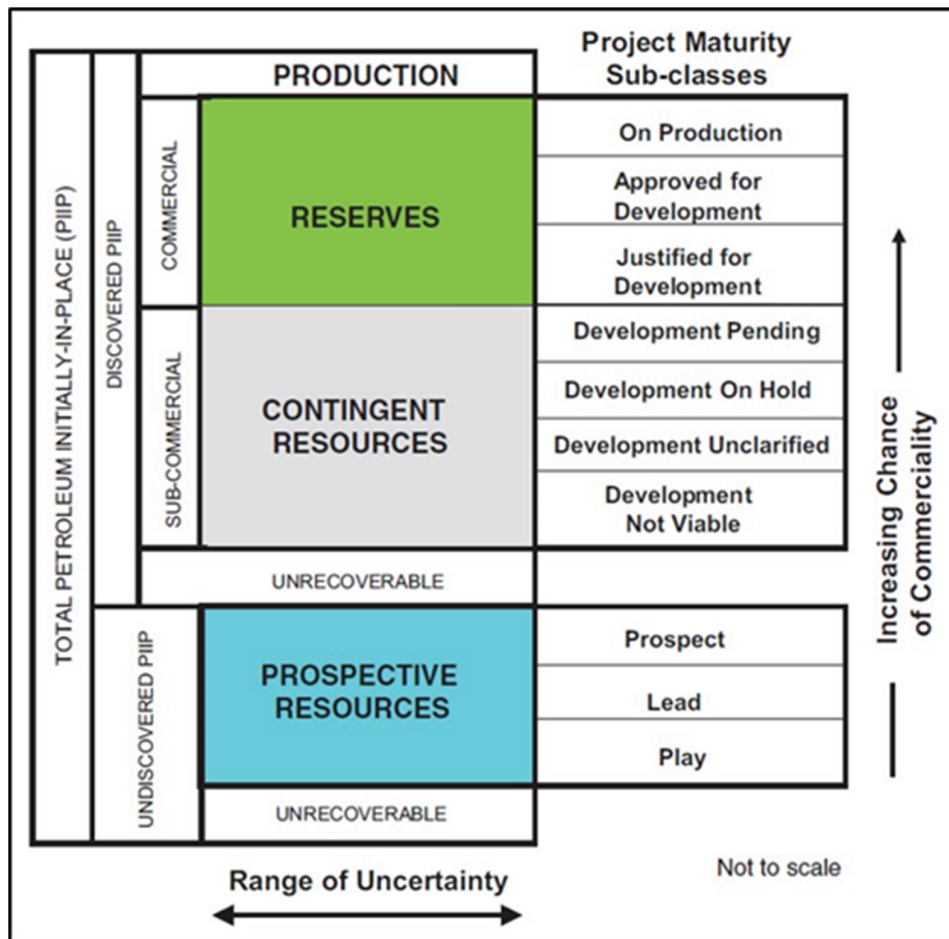 Project Maturity
Sub-classes
PRODUCTION
TOTAL PETROLEUM INITIALLY-IN-PLACE (PIIP)
DISCOVERED PIIP
COMMERCIAL
RESERVES
On Production
Approved for
Development
Justified for
Development
SUB-COMMERCIAL
CONTINGENT
RESOURCES
Development Pending
Development On Hold
Development Unclarified
Development
Not Viable
UNRECOVERABLE
UNDISCOVERED PIIP
PROSPECTIVE
RESOURCES
Prospect
Lead
Play
UNRECOVERABLE
Increasing Chance
of Commerciality
Range of Uncertainty
Not to scale